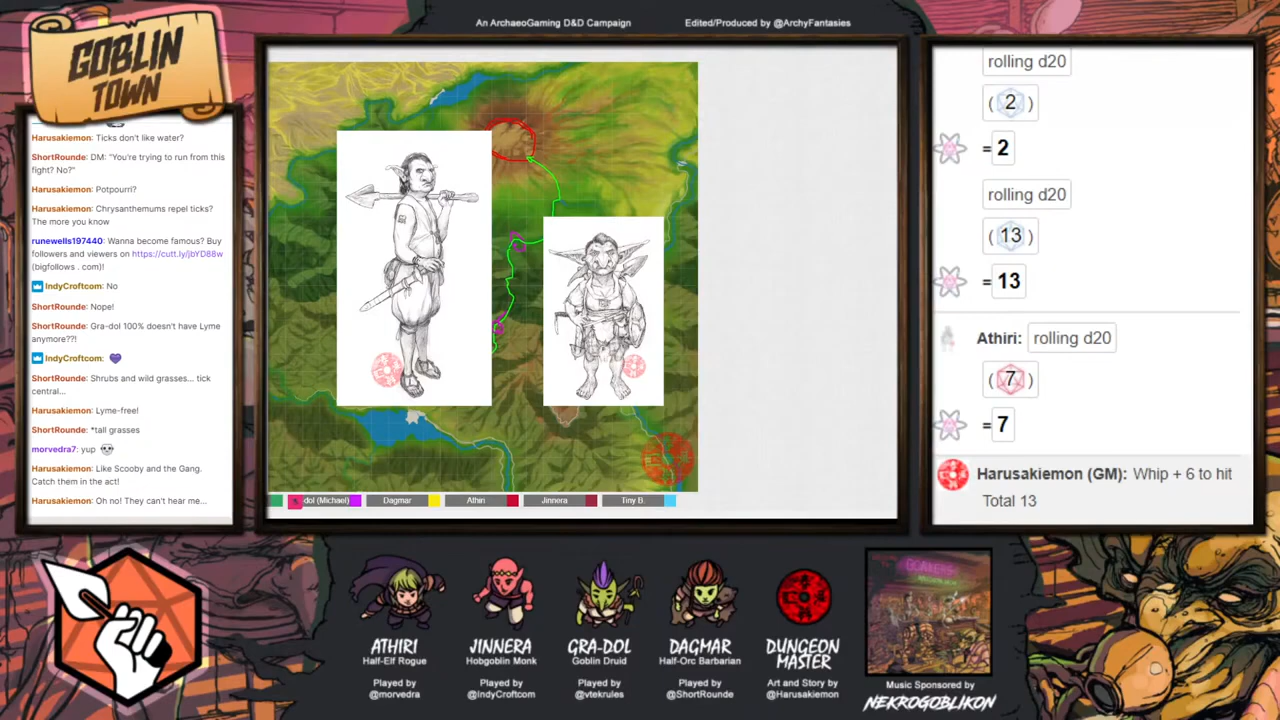 An ArchaeoGaming D&D Campaign
Edited/Produced by @ArchyFantasies
GOBLIN
TOWN
Harusakiemon: Ticks don't like water?
ShortRounde: DM: "You're trying to run from this
fight? No?"
Harusakiemon: Potpourri?
Harusakiemon: Chrysanthemums repel ticks?
The more you know
runewells197440: Wanna become famous? Buy
followers and viewers on https://cutt.ly/jbYD88w
(bigfollows . com)!
IndyCroftcom: No
ShortRounde: Nope!
ShortRounde: Gra-dol 100% doesn't have Lyme
anymore??!
IndyCroftcom:
ShortRounde: Shrubs and wild grasses... tick
central...
Harusakiemon: Lyme-free!
ShortRounde: *tall grasses
morvedra7: yup
Harusakiemon: Like Scooby and the Gang.
Catch them in the act!
Harusakiemon: Oh no! They can't hear me...
dol (Michael)
Dagmar
Athiri
Jinnera
Tiny B.
rolling d20
(2)
=2
rolling d20
(13)
=13
Athiri: rolling d20
(7)
=7
Harusakiemon (GM): Whip + 6 to hit
Total 13
ATHIRI
Half-Elf Rogue
Played by
@morvedra
JINNERA
Hobgoblin Monk
Played by
@IndyCroftcom
GRA-DOL
Goblin Druid
Played by
@vtekrules
DAGMAR
Half-Orc Barbarian
Played by
@ShortRounde
DUNGEON
MASTER
Art and Story by
@Harusakiemon
Music Sponsored by
NEKROGOBLIKON